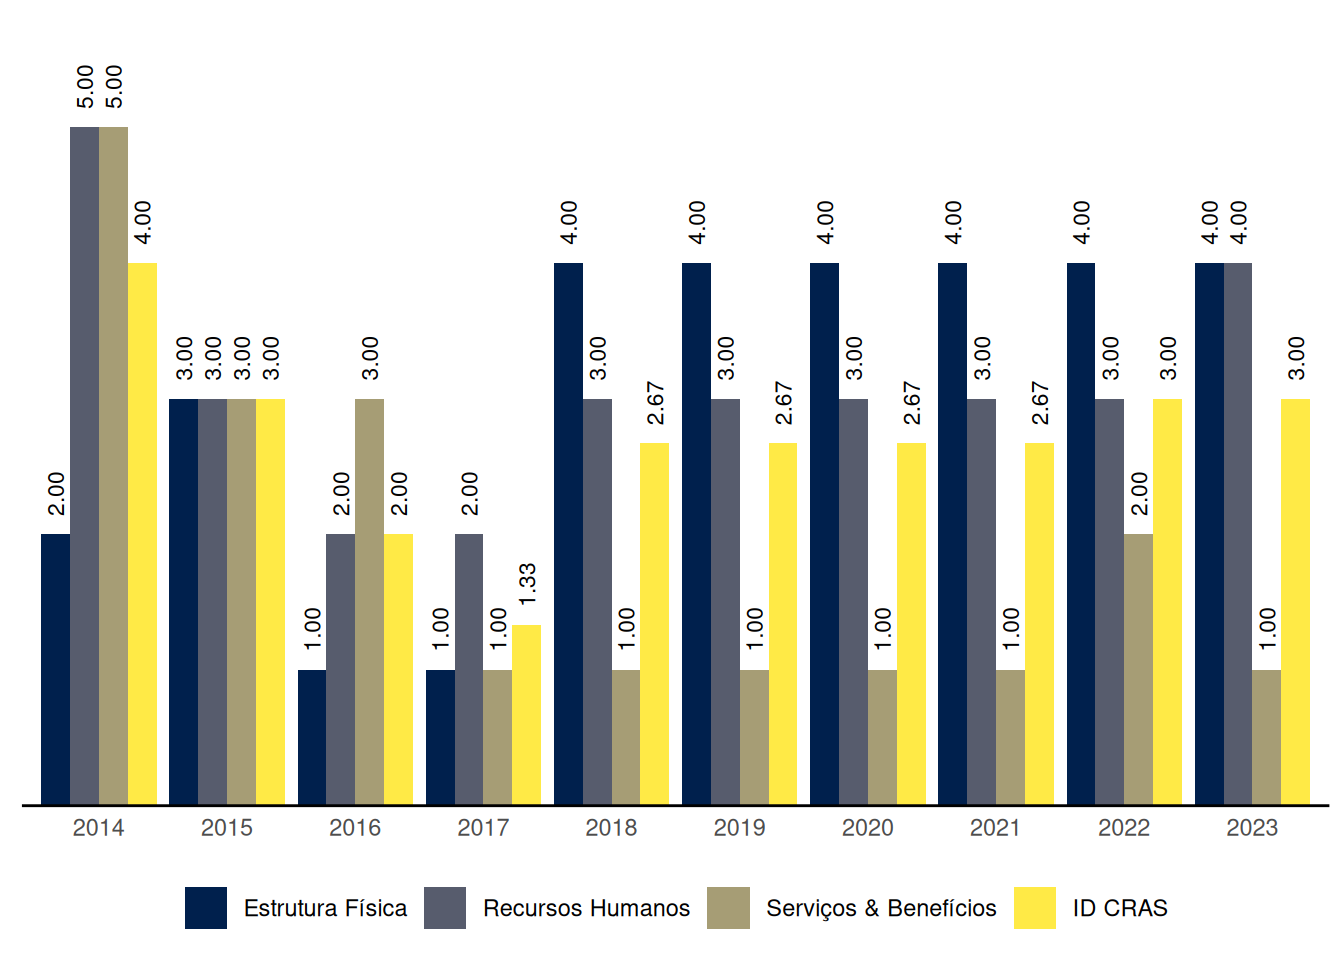 5.00 5.00
4.00
4.00 4.00 4.00 4.00 4.00 4.00 4.00
3.00 3.00 3.00 3.00 3.00 3.00 3.00 3.00 3.00 3.00 3.00 3.00
2.67 2.67 2.67 2.67
2.00 2.00 2.00 2.00 2.00
1.33
1.00 1.00 1.00 1.00 1.00 1.00 1.00 1.00
2014 2015 2016 2017 2018 2019 2020 2021 2022 2023
Estrutura Física Recursos Humanos Serviços & Benefícios ID CRAS